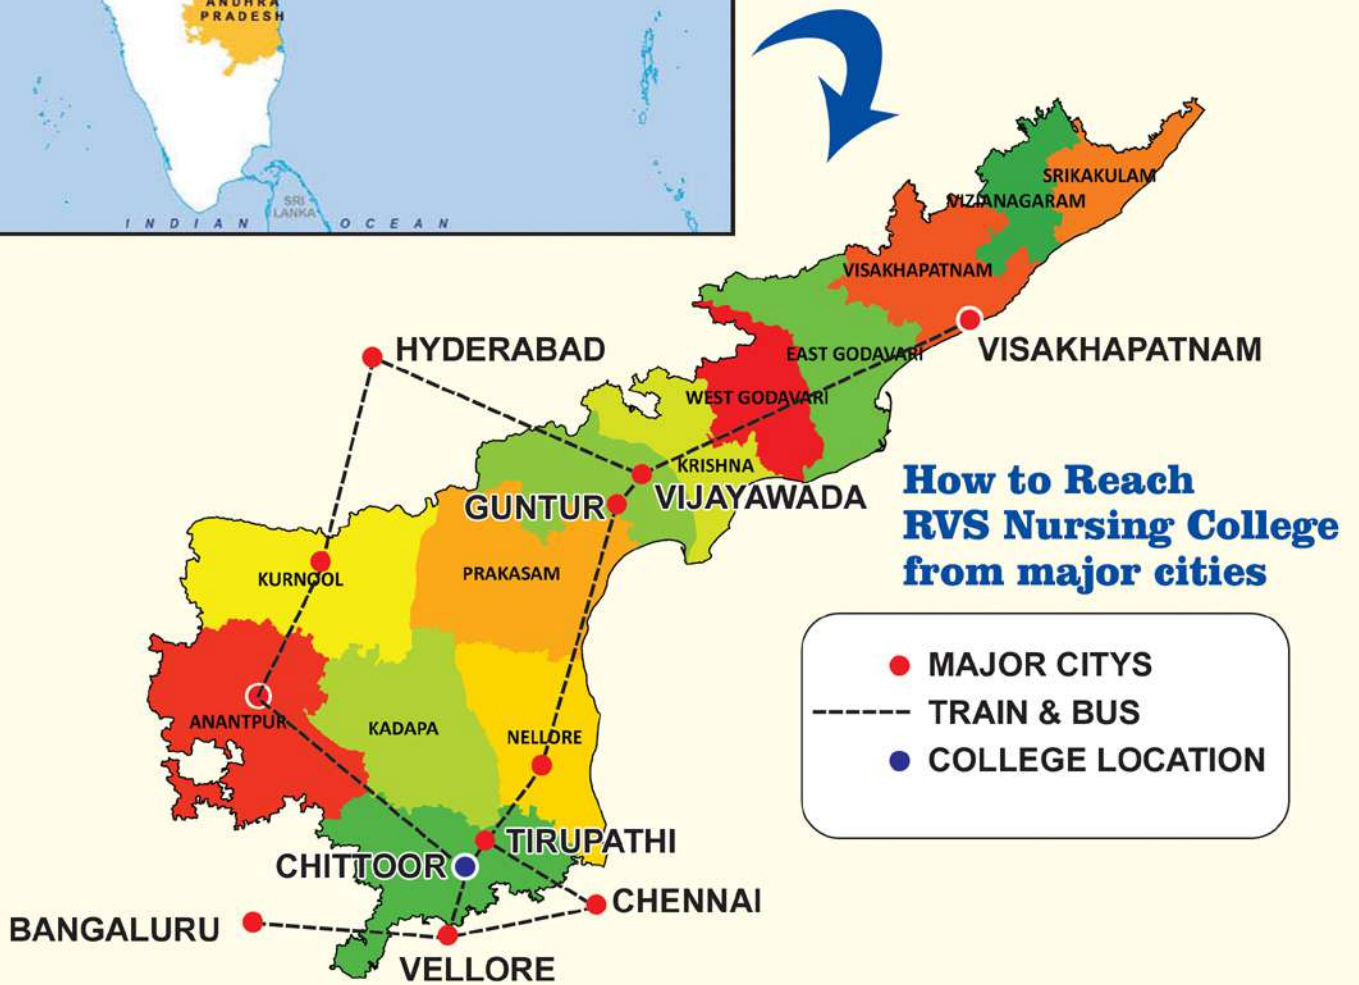 ANDHRA
PRADESH
SRI
LANKA
INDIAN OCEAN
SRIKAKULAM
VIZIANAGARAM
VISAKHAPATNAM
HYDERABAD
EAST GODAVARI
VISAKHAPATNAM
WEST GODAVARI
KRISHNA
GUNTUR
VIJAYAWADA
How to Reach
RVS Nursing College
from major cities
KURNOOL
PRAKASAM
MAJOR CITYS
TRAIN & BUS
COLLEGE LOCATION
ANANTPUR
KADAPA
NELLORE
TIRUPATHI
CHITTOOR
CHENNAI
BANGALURU
VELLORE